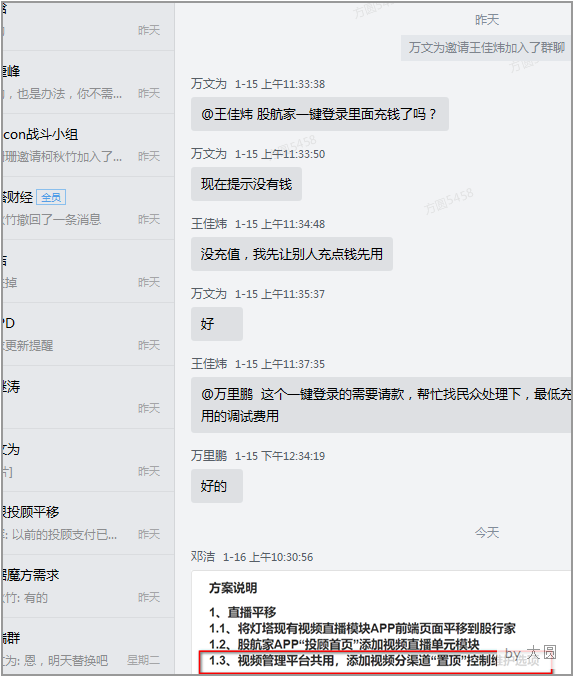 昨天
昨天
万文为邀请王佳炜加入了群聊
峰
,也是办法,你不需...
昨天
万文为 1-15 上午11:33:38
@王佳炜 股航家一键登录里面充钱了吗?
con战斗小组
珊邀请柯秋竹加入了...
昨天
万文为 1-15 上午11:33:50
现在提示没有钱
财经 全员
竹撤回了一条消息
昨天
方圆5458
王佳炜 1-15 上午11:34:48
没充值,我先让别人充点钱先用
掉
昨天
万文为 1-15 上午11:35:37
好
PD
更新提醒
昨天
王佳炜 1-15 上午11:37:35
@万里鹏 这个一键登录的需要请款,帮忙找民众处理下,最低充
用的调试费用
涛
昨天
文为
片]
昨天
万里鹏 1-15 下午12:34:19
好的
投顾平移
: 以前的投顾支付已...
昨天
今天
邓洁 1-16 上午10:30:56
魔方需求
竹: 有的
昨天
方案说明
1、直播平移
1.1、将灯塔现有视频直播模块APP前端页面平移到股行家
1.2、股航家APP“投顾首页”添加视频直播单元模块
1.3、视频管理平台共用,添加视频分渠道“置顶”控制维护选项
群
为: 恩,明天替换吧
星期二
by 大圆